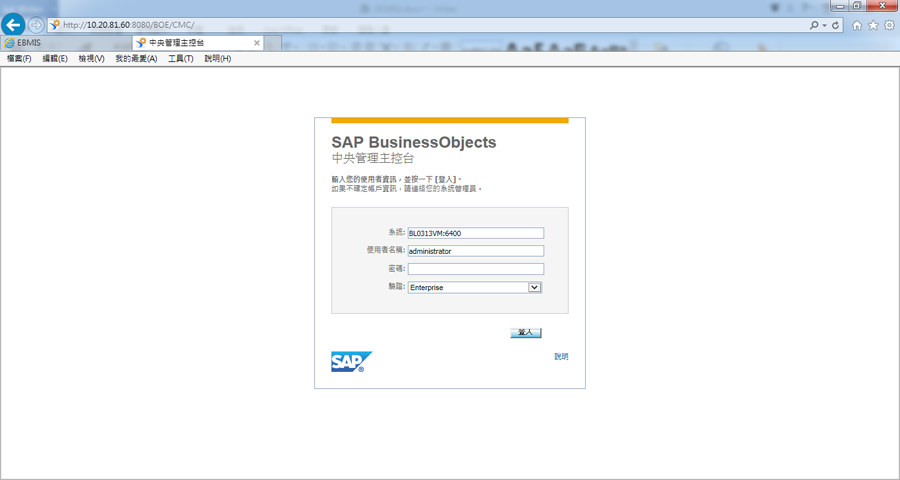 http://10.20.81.60:8080/BOE/CMC/
EBMIS
中央管理主控台
檔案(F) 編輯(E) 檢視(V) 我的最愛(A) 工具(T) 說明(H)
SAP BusinessObjects
中央管理主控台
輸入您的使用者資訊，並按一下 [登入]。
如果不確定帳戶資訊，請連絡您的系統管理員。
系統: BL0313VM:6400
使用者名稱: administrator
密碼:
驗證: Enterprise
登入
SAP®
說明